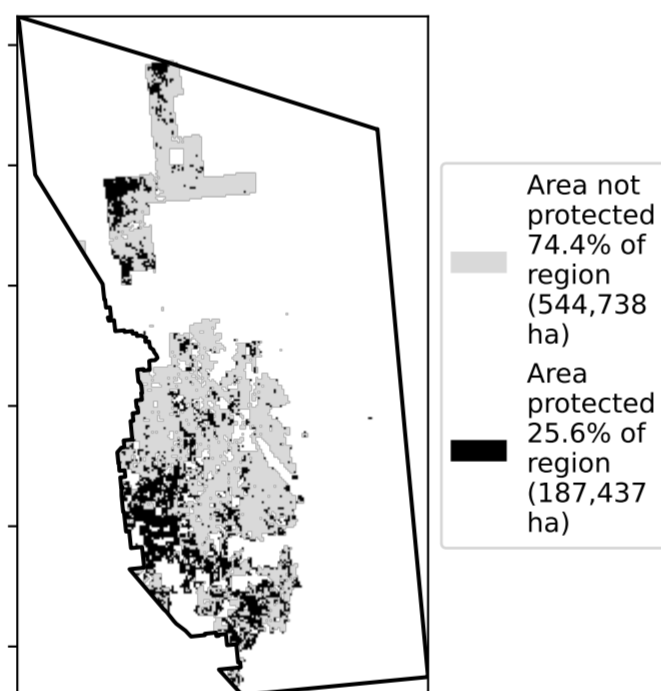 Area not
protected
74.4% of
region
(544,738
ha)
Area
protected
25.6% of
region
(187,437
ha)